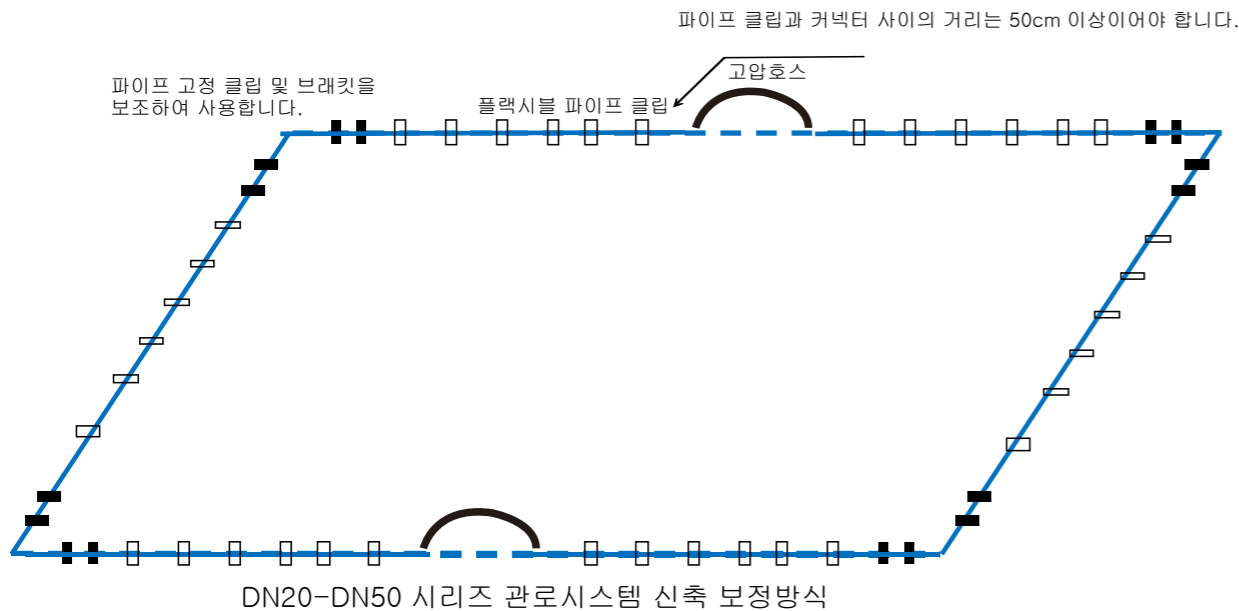 파이프 클립과 커넥터 사이의 거리는 50cm 이상이어야 합니다.
고압호스
파이프 고정 클립 및 브래킷을
보조하여 사용합니다.
플랙시블 파이프 클립
DN20-DN50 시리즈 관로시스템 신축 보정방식